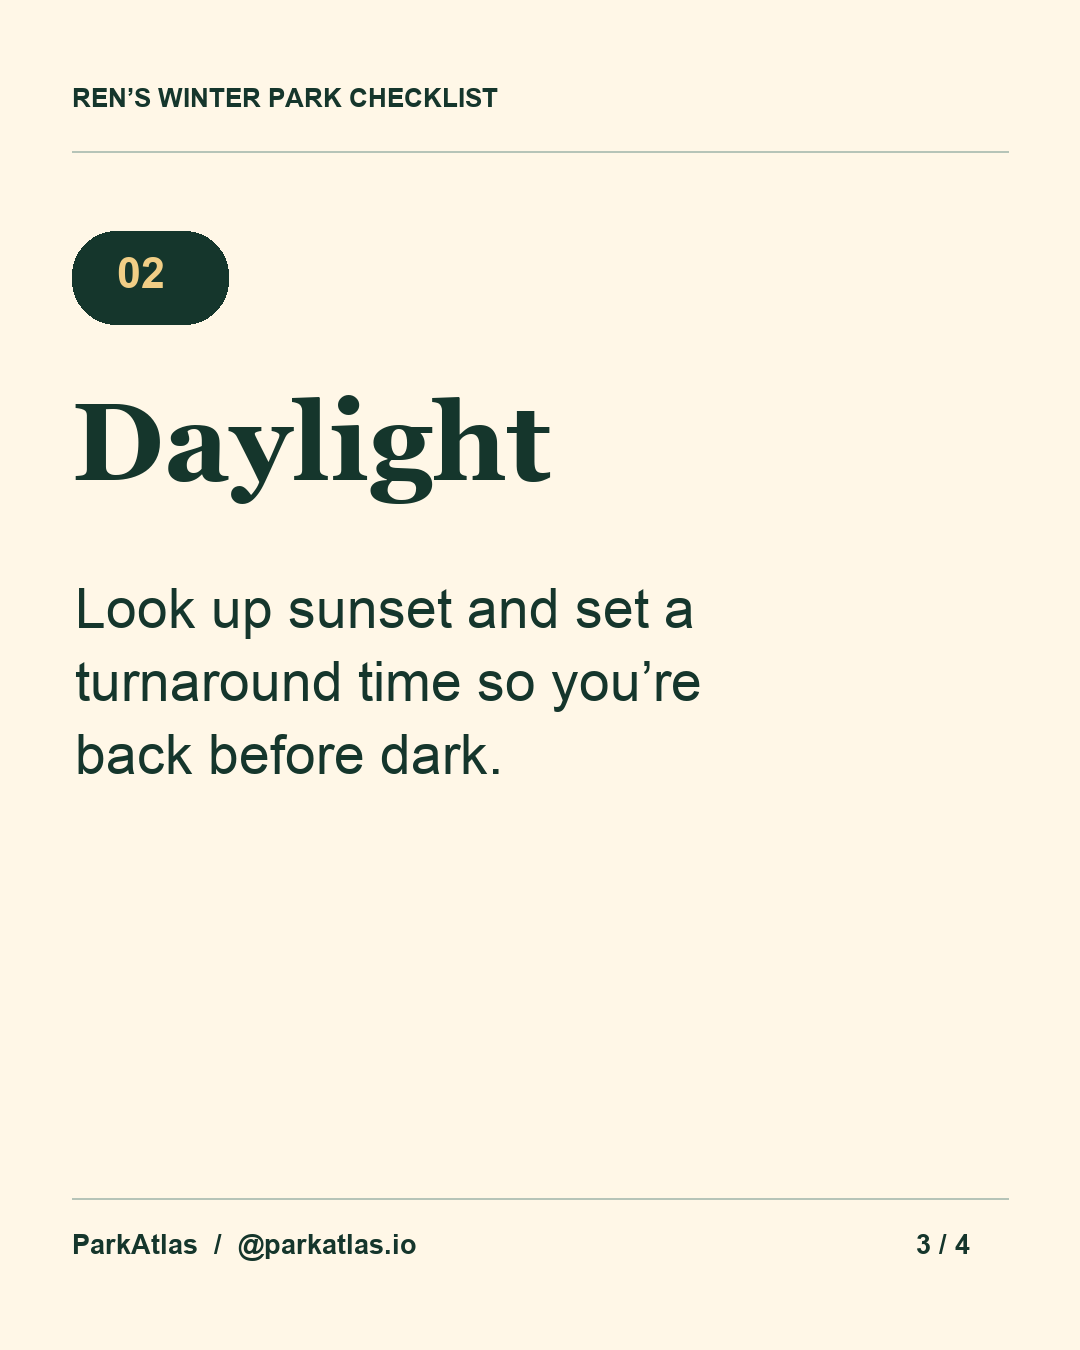 REN’S WINTER PARK CHECKLIST
02
Daylight
Look up sunset and set a
turnaround time so you’re
back before dark.
ParkAtlas / @parkatlas.io
3 / 4